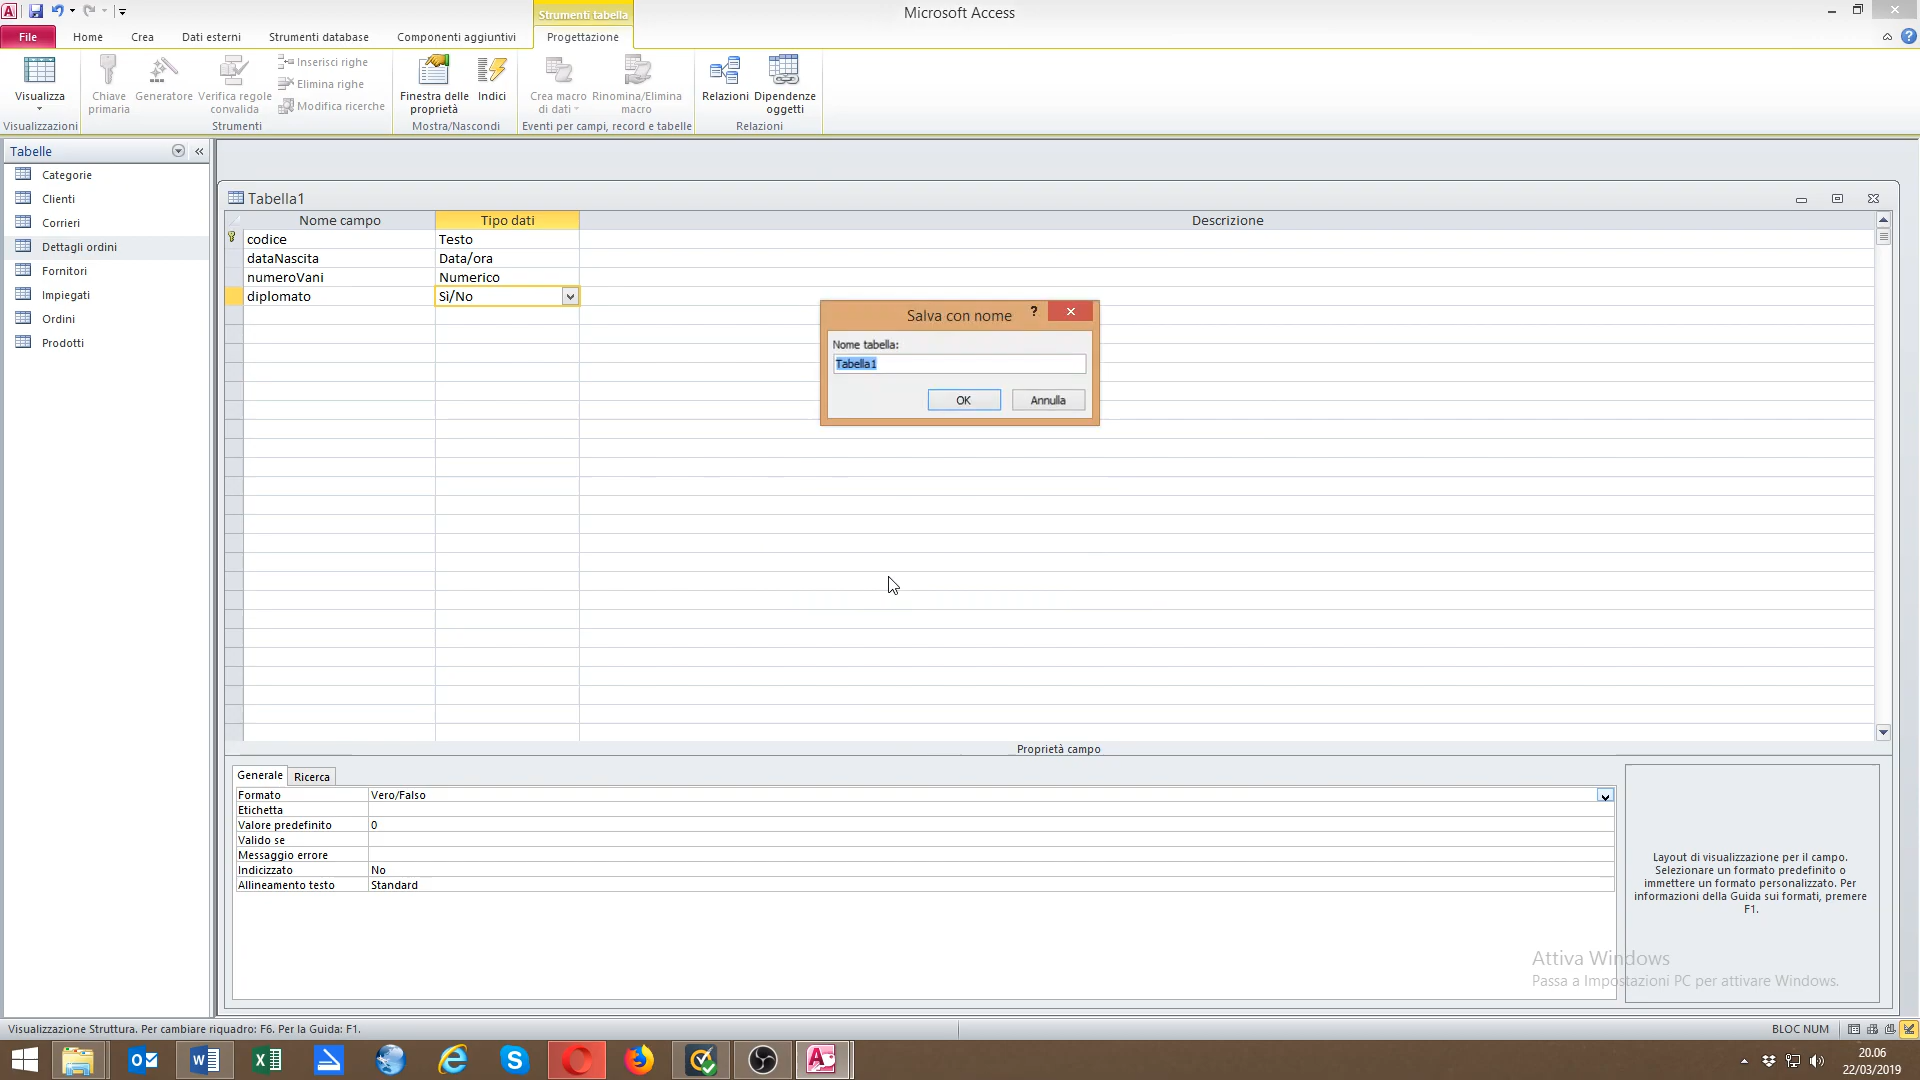 Strumenti tabella
Microsoft Access
File
Home
Crea
Dati esterni
Strumenti database
Componenti aggiuntivi
Progettazione
Visualizza
Chiave primaria
Generatore
Verifica regole convalida
Inserisci righe
Elimina righe
Modifica ricerche
Finestra delle proprietà
Indici
Crea macro di dati
Rinomina/Elimina macro
Relazioni
Dipendenze oggetti
Visualizzazioni
Strumenti
Mostra/Nascondi
Eventi per campi, record e tabelle
Relazioni
Tabelle
Categorie
Clienti
Corrieri
Dettagli ordini
Fornitori
Impiegati
Ordini
Prodotti
Tabella1
Nome campo Tipo dati Descrizione
codice Testo
dataNascita Data/ora
numeroVani Numerico
diplomato Sì/No
Salva con nome
?
Nome tabella:
Tabella1
OK Annulla
Proprietà campo
Generale Ricerca
Formato Vero/Falso
Etichetta
Valore predefinito 0
Valido se
Messaggio errore
Indicizzato No
Allineamento testo Standard
Layout di visualizzazione per il campo.
Selezionare un formato predefinito o
immettere un formato personalizzato. Per
informazioni della Guida sui formati, premere
F1.
Attiva Windows
Passa a Impostazioni PC per attivare Windows.
Visualizzazione Struttura. Per cambiare riquadro: F6. Per la Guida: F1.
BLOC NUM
20.06
22/03/2019